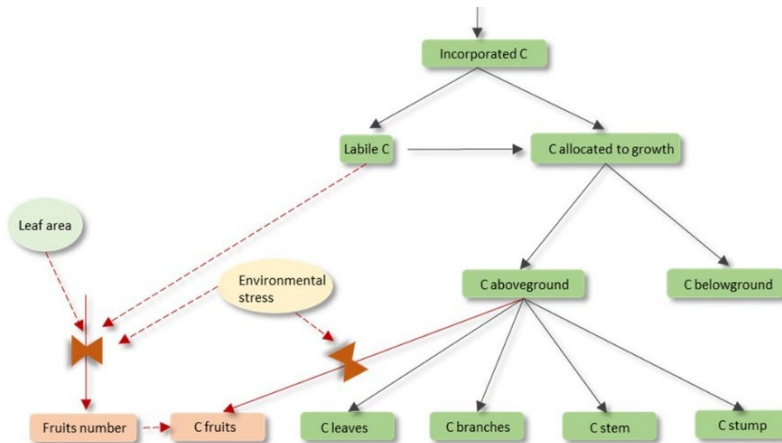 Incorporated C
Labile C
C allocated to growth
Leaf area
Environmental
stress
C aboveground
C belowground
Fruits number
C fruits
C leaves
C branches
C stem
C stump